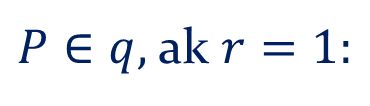 P ∈ q, ak r = 1: